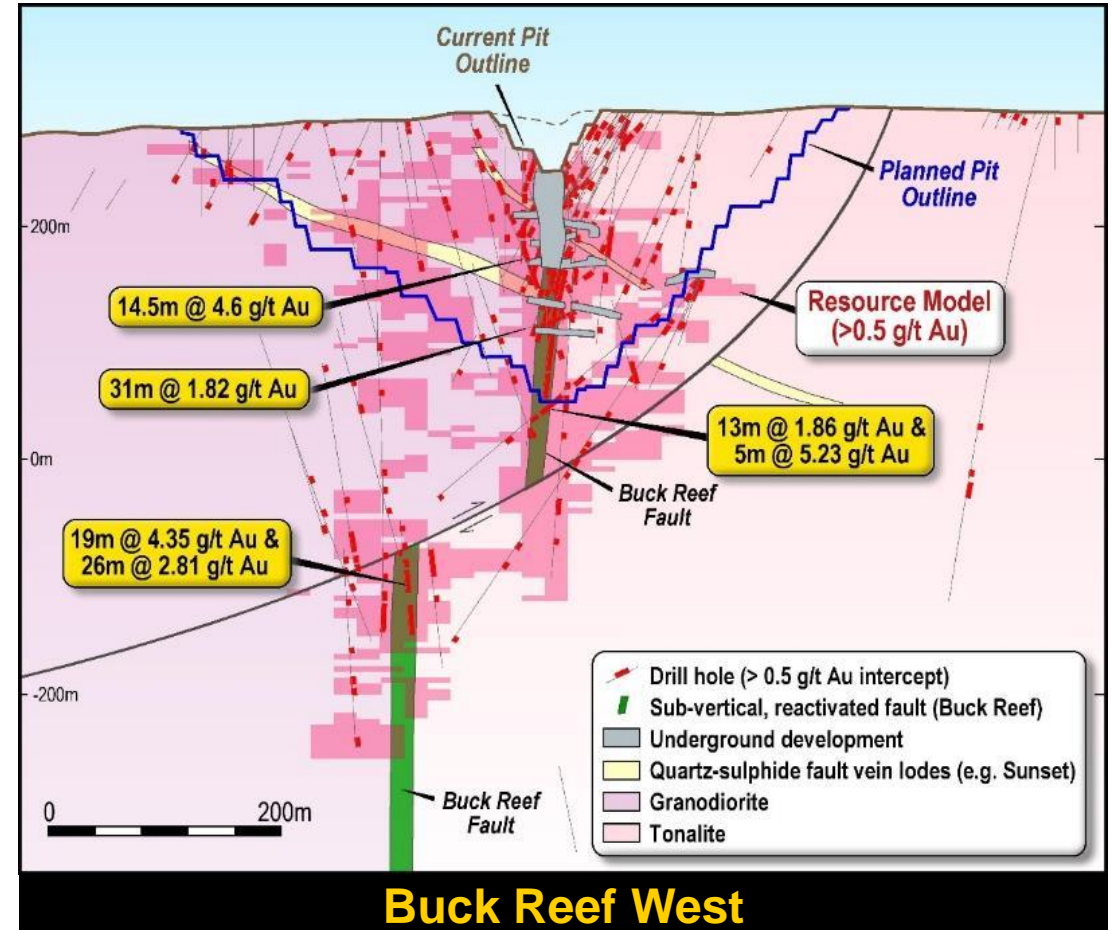 Current Pit
Outline
Planned Pit
Outline
200m
14.5m @ 4.6 g/t Au
Resource Model
(>0.5 g/t Au)
31m @ 1.82 g/t Au
13m @ 1.86 g/t Au &
5m @ 5.23 g/t Au
0m
Buck Reef
Fault
19m @ 4.35 g/t Au &
26m @ 2.81 g/t Au
-200m
Drill hole (> 0.5 g/t Au intercept)
Sub-vertical, reactivated fault (Buck Reef)
Underground development
Quartz-sulphide fault vein lodes (e.g. Sunset)
Granodiorite
Tonalite
0
200m
Buck Reef
Fault
Buck Reef West